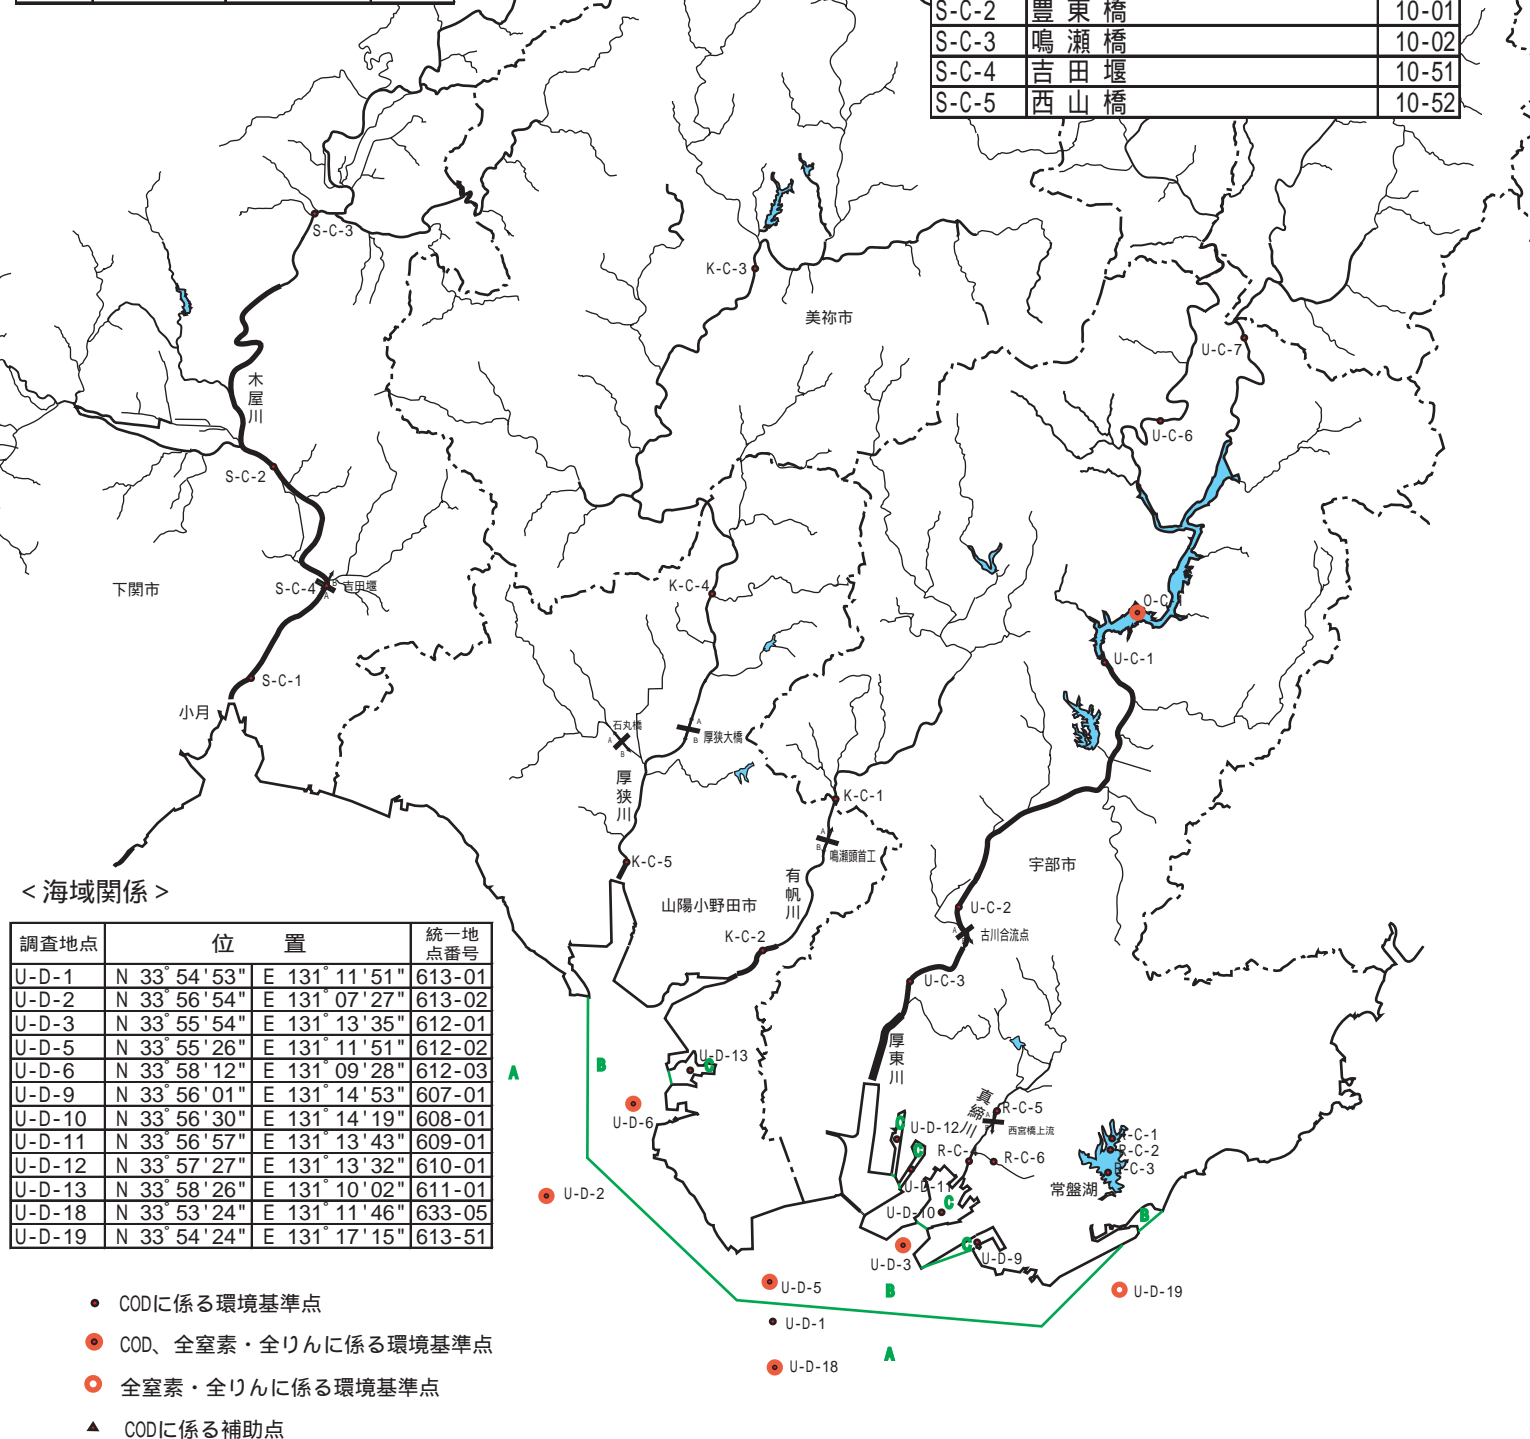 S-C-2 豊東橋 10-01
S-C-3 鳴瀬橋 10-02
S-C-4 吉田堰 10-51
S-C-5 西山橋 10-52
S-C-3
K-C-3
美祢市
U-C-7
木屋川
U-C-6
S-C-2
下関市
S-C-4
B
吉田堰
A
K-C-4
O-C
U-C-1
S-C-1
小月
石丸橋
A
B
A
B
厚狭大橋
厚狭川
K-C-1
A
B
鳴瀬頭首工
K-C-5
宇部市
有帆川
山陽小野田市
U-C-2
A
古川合流点
K-C-2
U-C-3
<海域関係>
調査地点 位 置 統一地点番号
U-D-1 N 33°54'53" E 131°11'51" 613-01
U-D-2 N 33°56'54" E 131°07'27" 613-02
U-D-3 N 33°55'54" E 131°13'35" 612-01
U-D-5 N 33°55'26" E 131°11'51" 612-02
U-D-6 N 33°58'12" E 131°09'28" 612-03
U-D-9 N 33°56'01" E 131°14'53" 607-01
U-D-10 N 33°56'30" E 131°14'19" 608-01
U-D-11 N 33°56'57" E 131°13'43" 609-01
U-D-12 N 33°57'27" E 131°13'32" 610-01
U-D-13 N 33°58'26" E 131°10'02" 611-01
U-D-18 N 33°53'24" E 131°11'46" 633-05
U-D-19 N 33°54'24" E 131°17'15" 613-51
A
B
U-D-13
C
厚東川
U-D-6
真締川
R-C-5
A
西宮橋上流
C
U-D-12
C
R-C-1
R-C-2
R-C-3
R-C-
R-C-6
常盤湖
U-D-2
U-D-11
C
U-D-10
B
U-D-3
C
U-D-9
U-D-5
B
U-D-19
U-D-1
A
U-D-18
CODに係る環境基準点
COD、全窒素・全りんに係る環境基準点
全窒素・全りんに係る環境基準点
CODに係る補助点